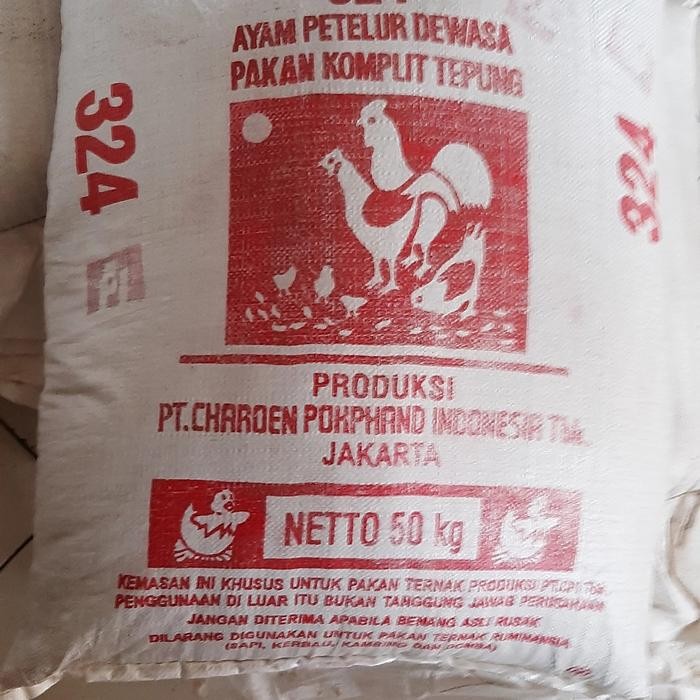 324
AYAM PETELUR DEWASA
PAKAN KOMPLIT TEPUNG
324
324
PRODUKSI
PT.CHAROEN POKPHAND INDONESIA Tbk.
JAKARTA
NETTO 50 kg
KEMASAN INI KHUSUS UNTUK PAKAN TERNAK PRODUKSI PT.CPI Tbk.
PENGGUNAAN DI LUAR ITU BUKAN TANGGUNG JAWAB PERUSAHAAN
JANGAN DITERIMA APABILA BENANG ASLI RUSAK
DILARANG DIGUNAKAN UNTUK PAKAN TERNAK RUMINANSIA
(SAPI, KERBAU, KAMBING DAN DOMBA)